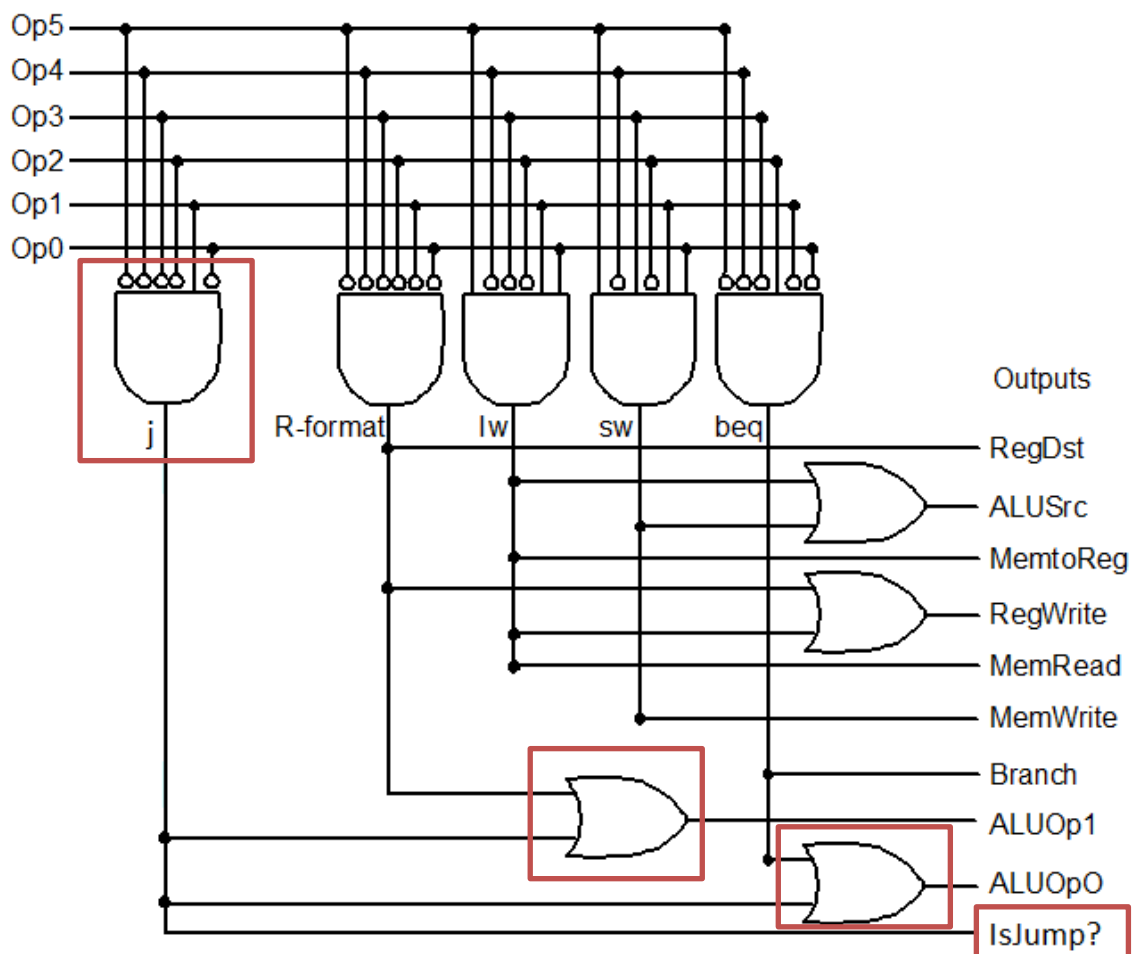 Op5
Op4
Op3
Op2
Op1
Op0
j
R-format
lw
sw
beq
Outputs
RegDst
ALUSrc
MemtoReg
RegWrite
MemRead
MemWrite
Branch
ALUOp1
ALUOpO
IsJump?